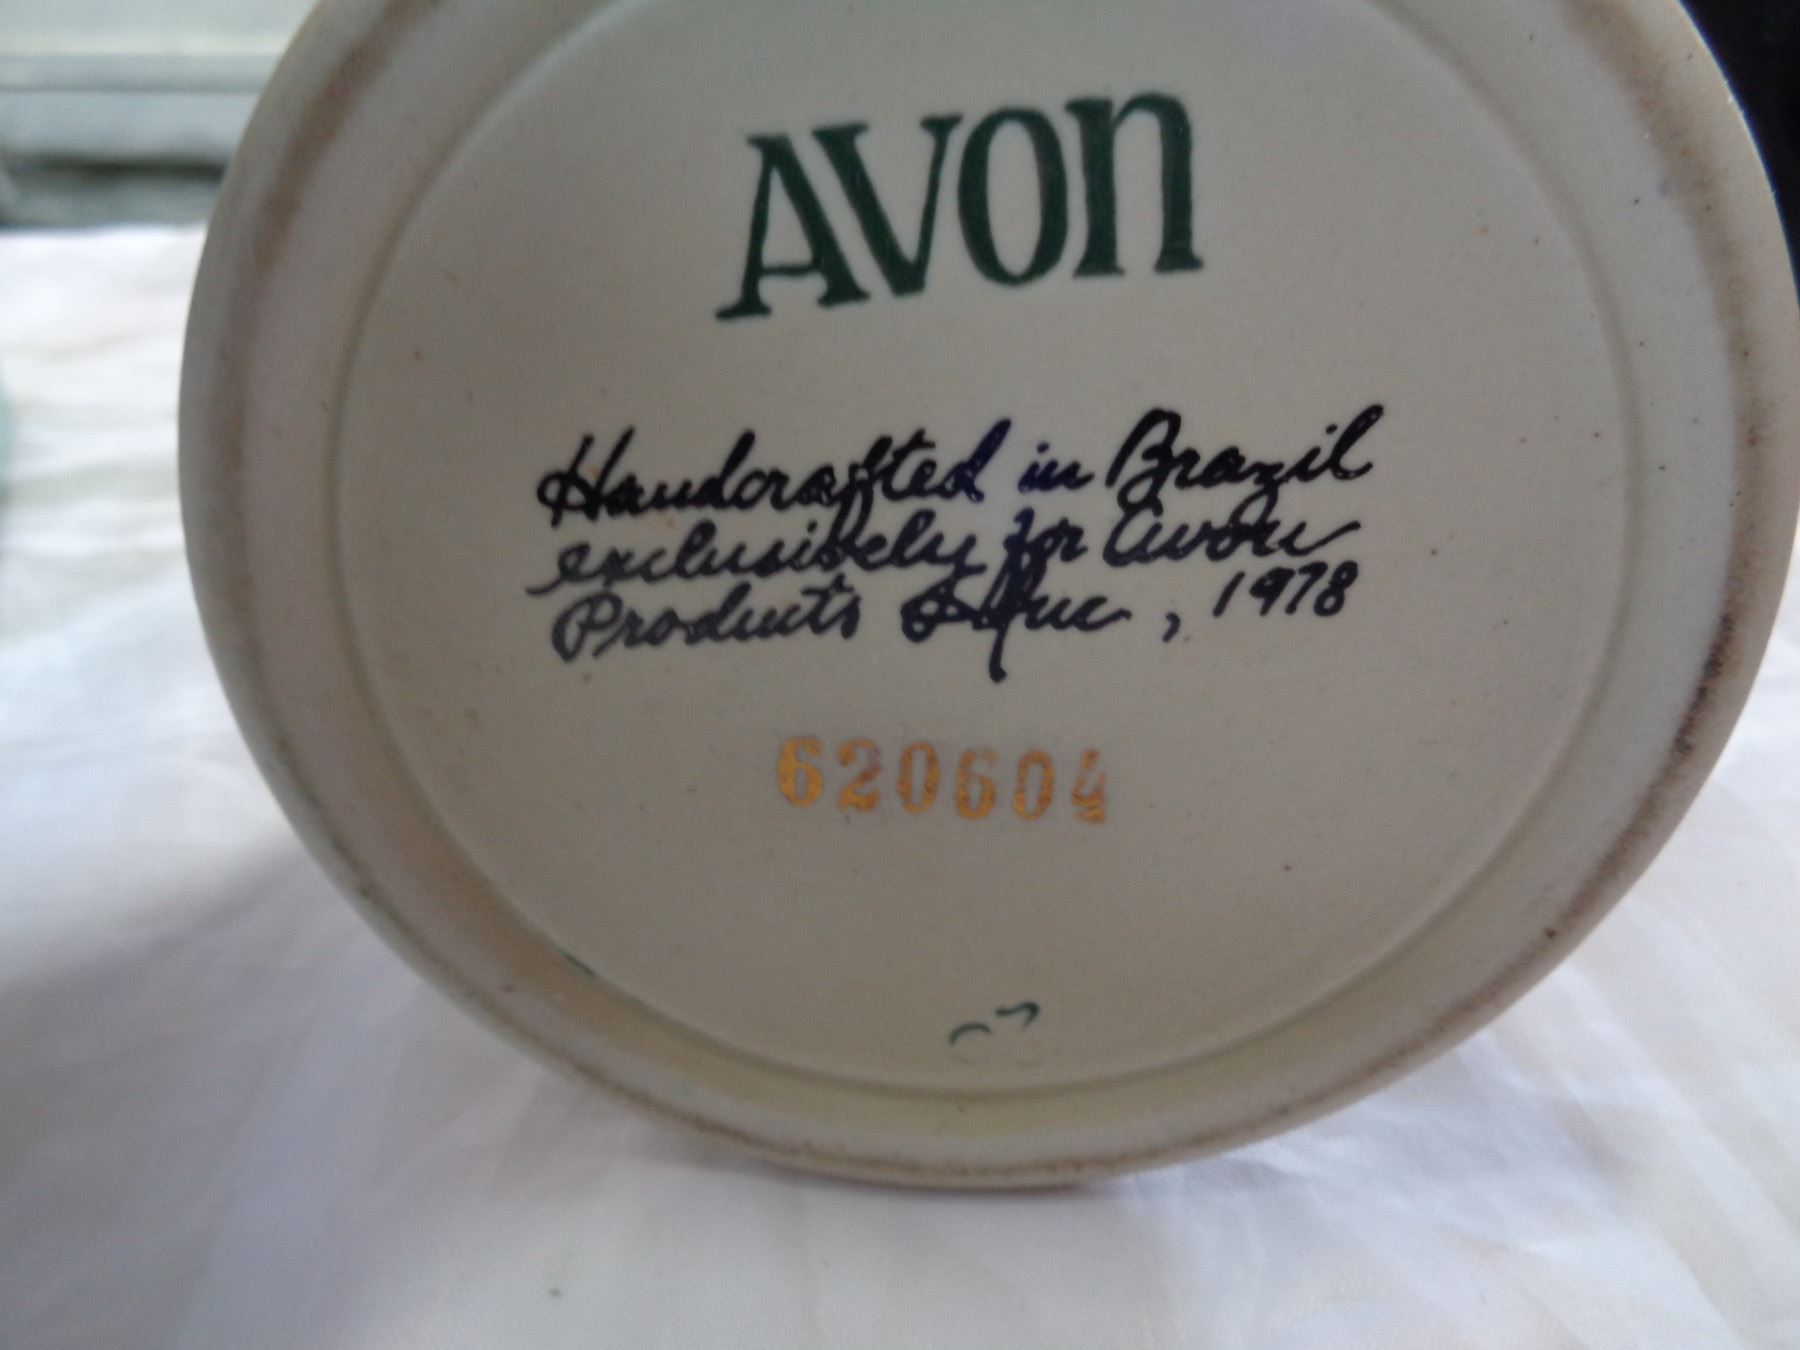 AVON
Handcrafted in Brazil
exclusively for Avon
Products Inc , 1978
620604